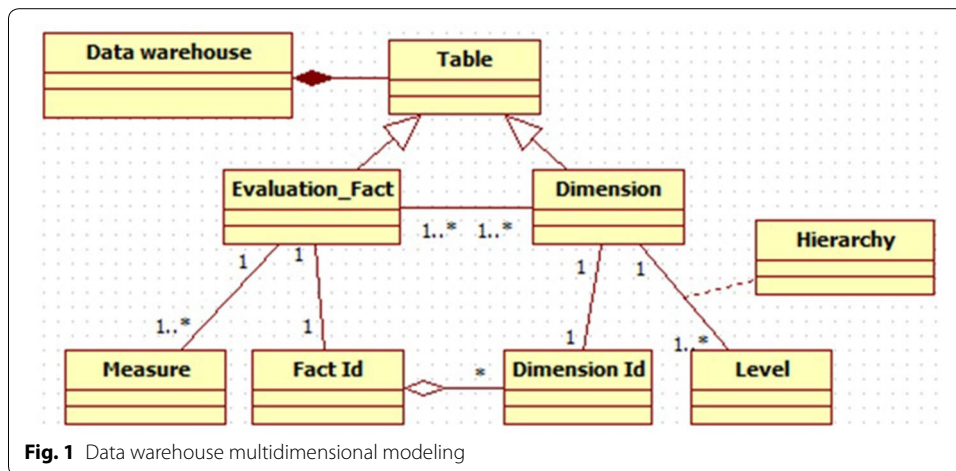 Data warehouse
Table
Evaluation_Fact
Dimension
1..*
1..*
Hierarchy
1
1
1
1
1..*
1
1
1..*
Measure
Fact Id
*
Dimension Id
Level
Fig. 1 Data warehouse multidimensional modeling